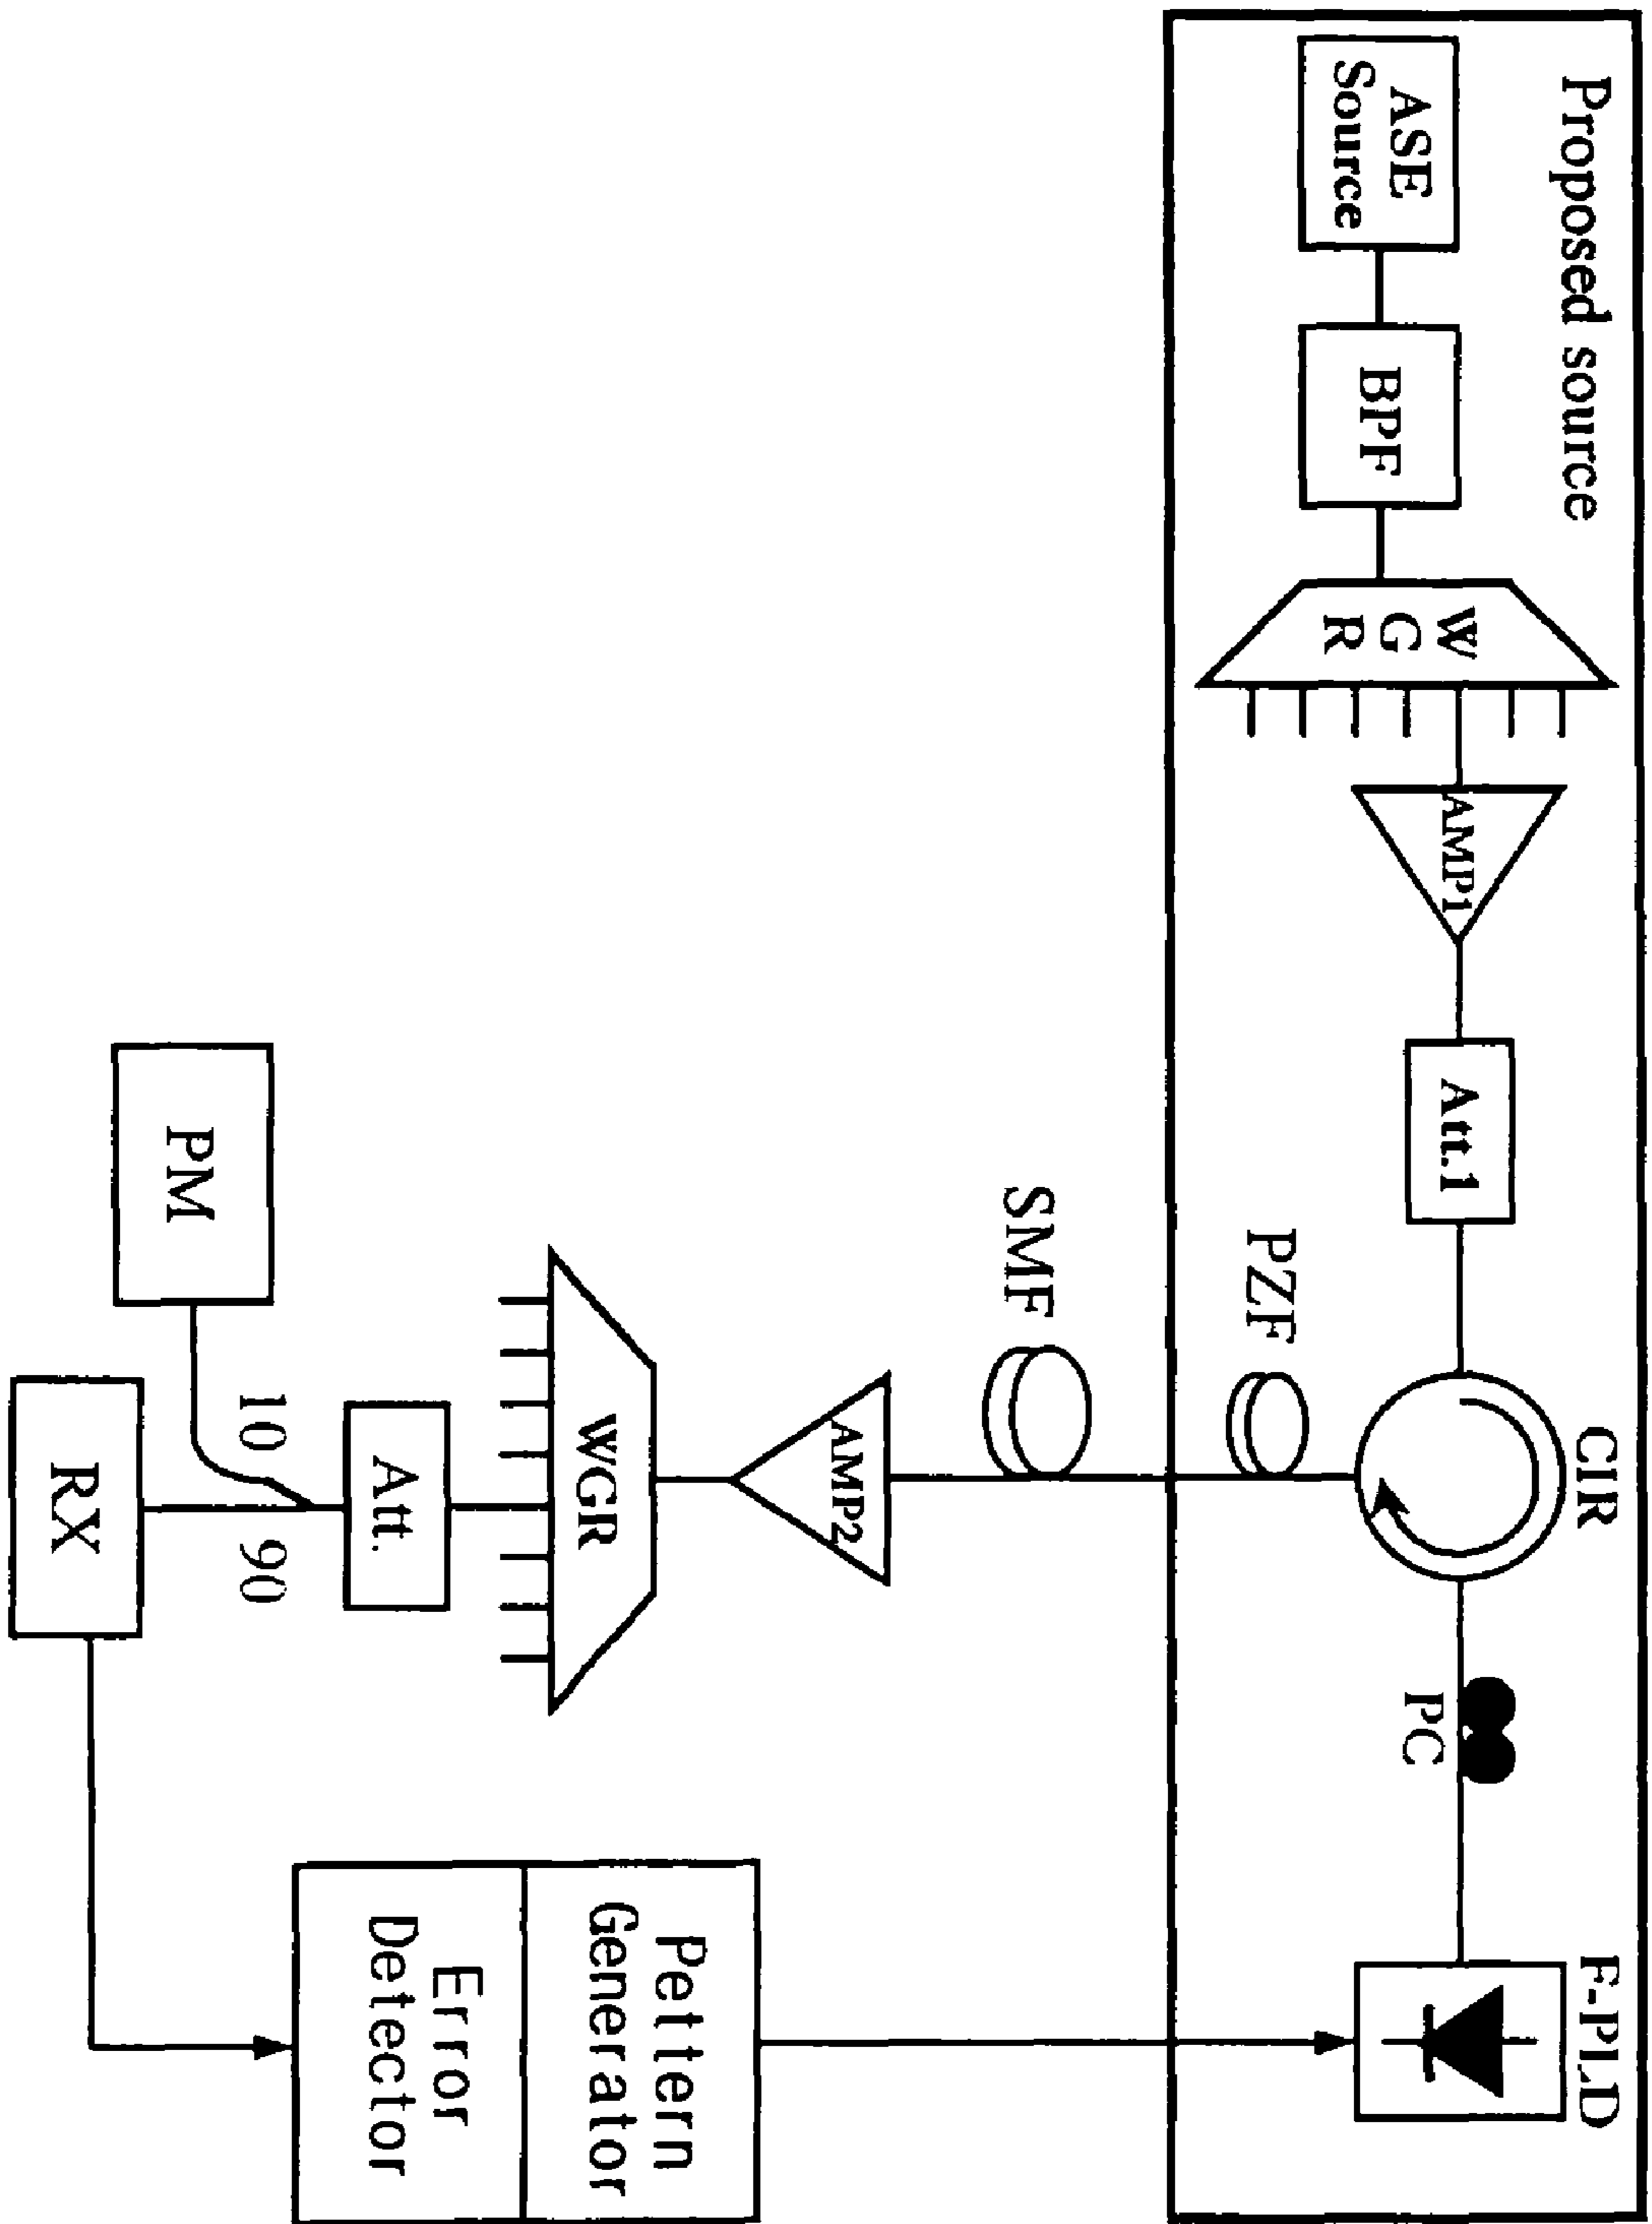 Proposed source
ASE
Source
BPF
W
G
R
AMP1
Att.1
CIR
IPC
F-PLD
PZF
SMF
AMP2
WGR
Att.
10
90
PM
RX
Pettern
Generator
Error
Detector